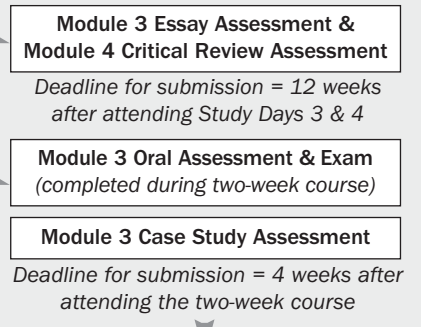 Module 3 Essay Assessment &
Module 4 Critical Review Assessment
Deadline for submission = 12 weeks
after attending Study Days 3 & 4
Module 3 Oral Assessment & Exam
(completed during two-week course)
Module 3 Case Study Assessment
Deadline for submission = 4 weeks after
attending the two-week course